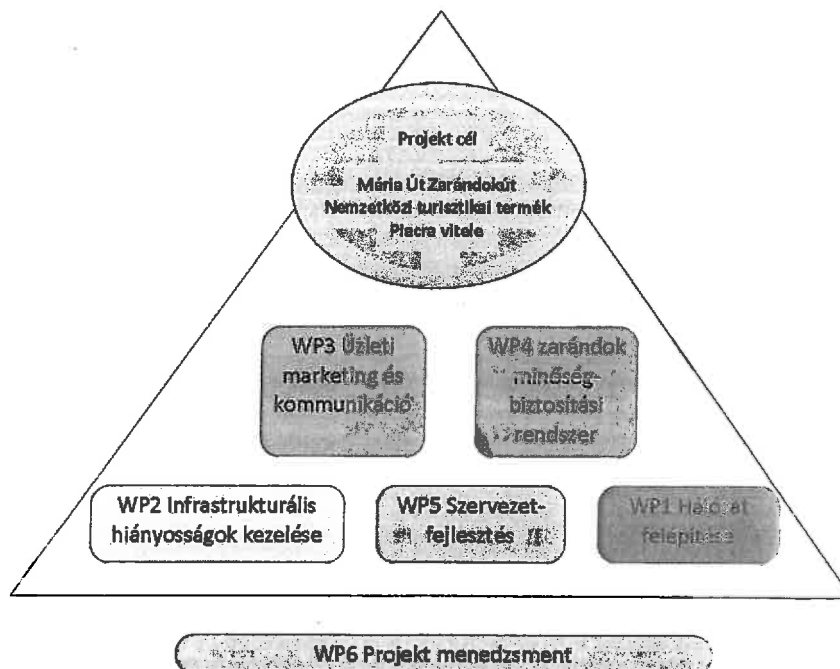 Projekt cél
Mária Út Zarándokút
Nemzetközi turisztikai termék
Piacra vitele
WP3 Üzleti
marketing és
kommunikáció
WP4 zarándok
minőség-
biztosítási
rendszer
WP2 Infrastrukturális
hiányosságok kezelése
WP5 Szervezet-
fejlesztés
WP1 Hálózat
felépítése
WP6 Projekt menedzsment